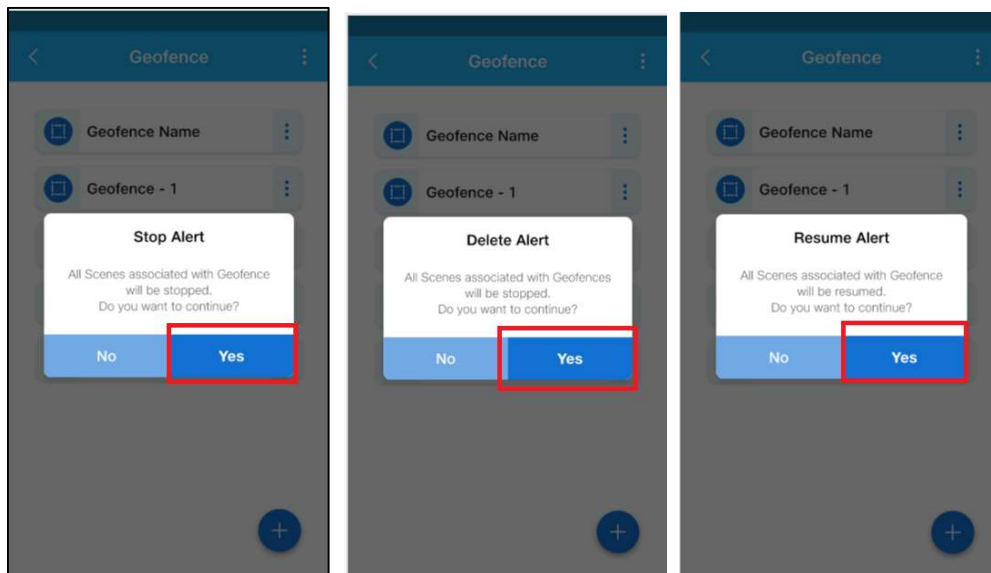 Geofence
Geofence Name
Geofence - 1
Stop Alert
All Scenes associated with Geofence
will be stopped.
Do you want to continue?
No
Yes
Geofence
Geofence Name
Geofence - 1
Delete Alert
All Scenes associated with Geofences
will be stopped.
Do you want to continue?
No
Yes
Geofence
Geofence Name
Geofence - 1
Resume Alert
All Scenes associated with Geofence
will be resumed.
Do you want to continue?
No
Yes